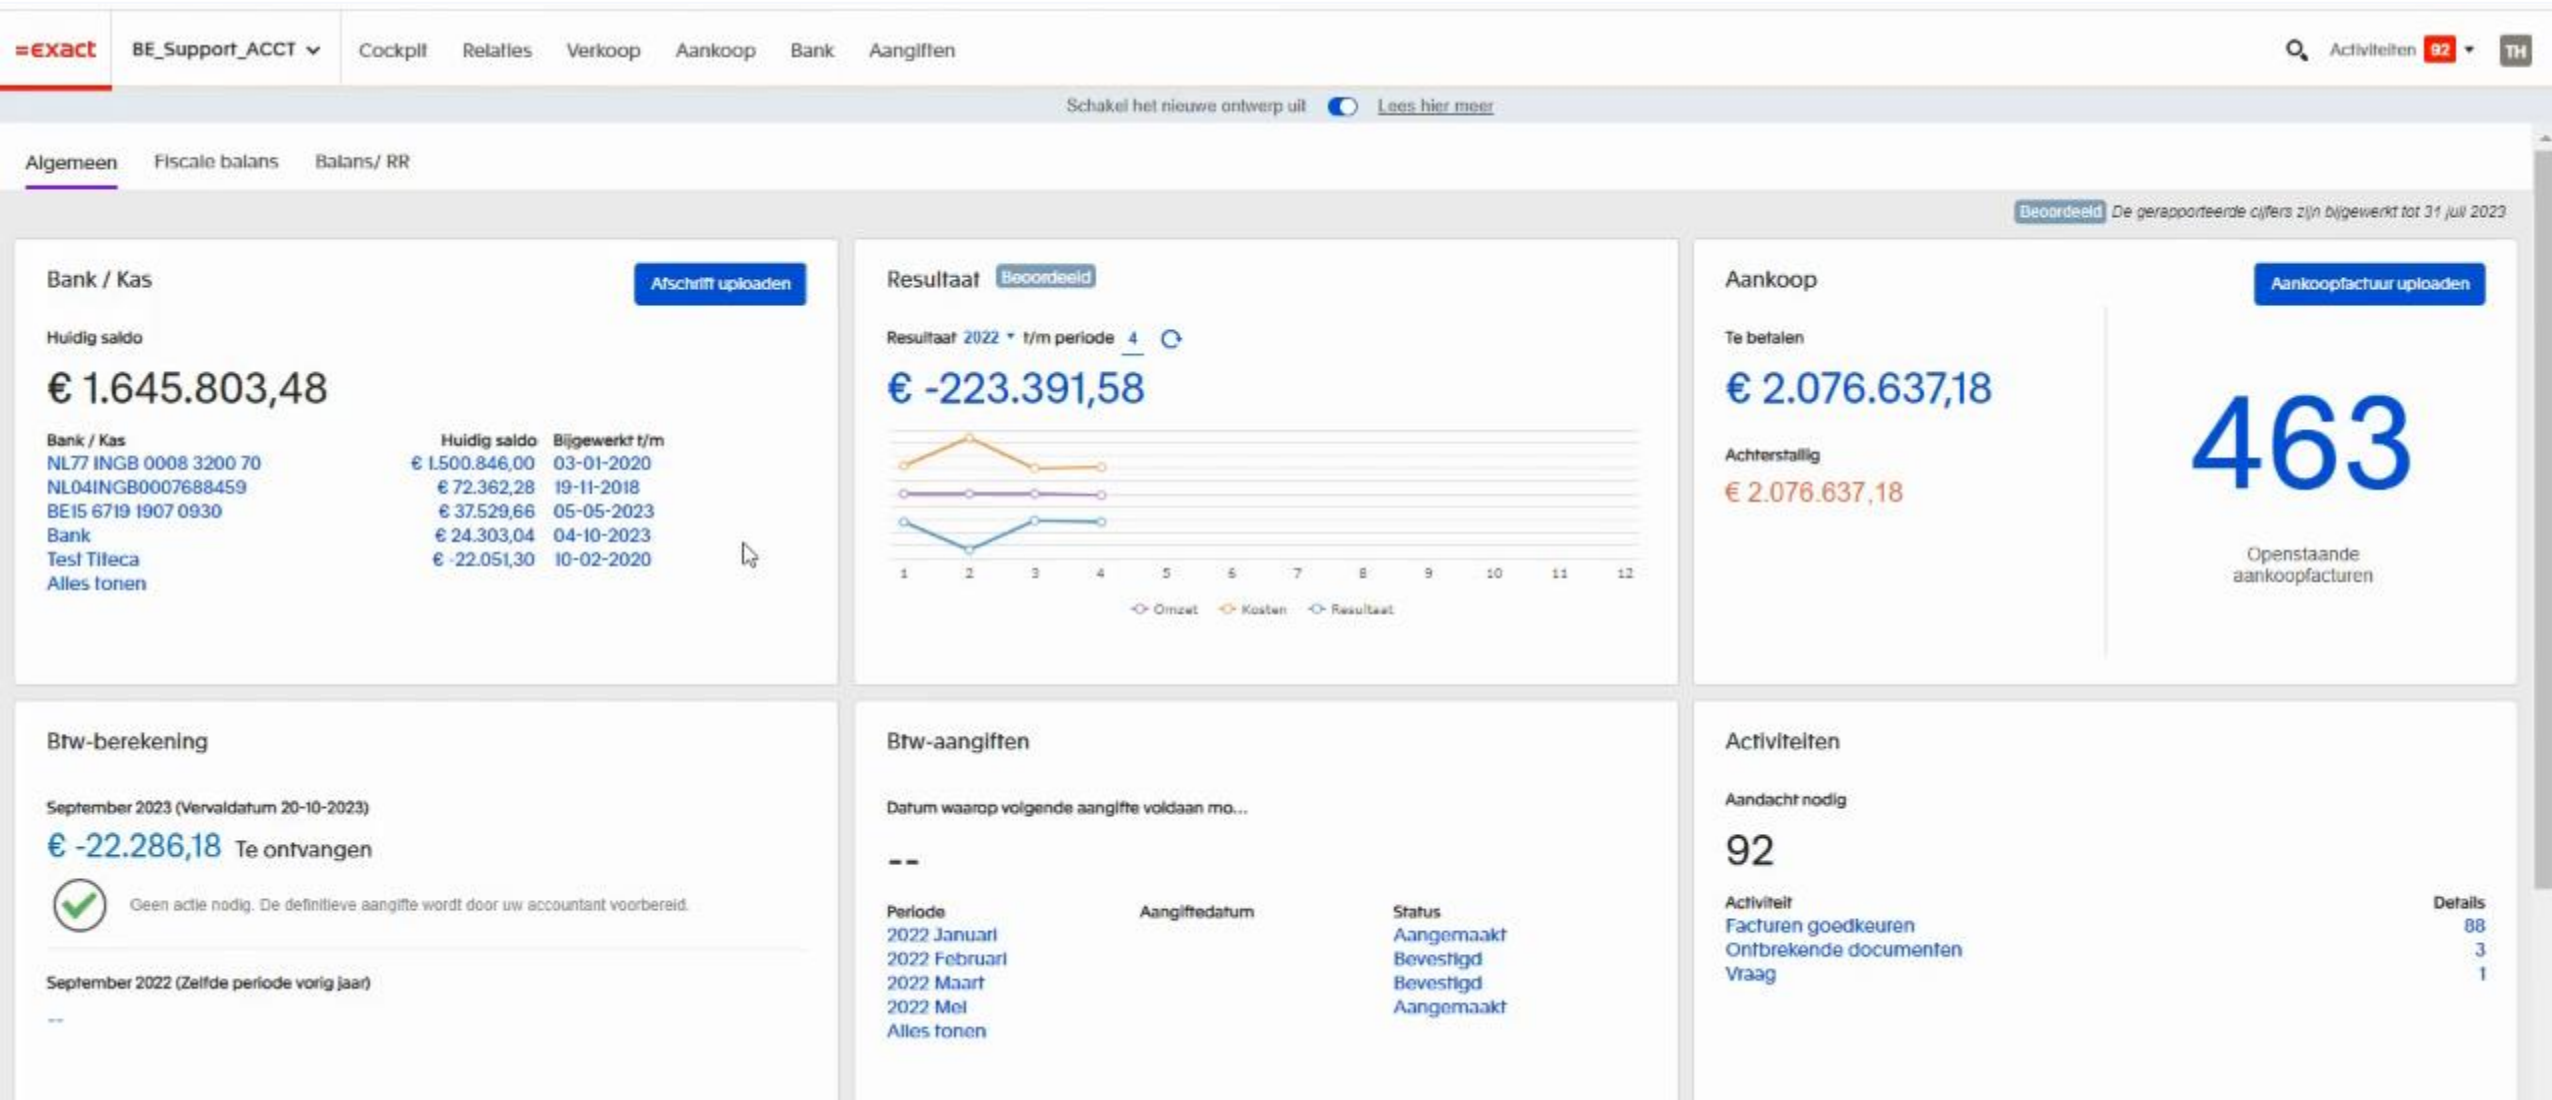 =exact BE_Support_ACCT Cockpit Relaties Verkoop Aankoop Bank Aangiften Activiteiten 92 TH
Schakel het nieuwe ontwerp uit Lees hier meer
Algemeen Fiscale balans Balans/ RR
Beoordeeld De gerapporteerde cijfers zijn bijgewerkt tot 31 juli 2023
Bank / Kas
Afschrift uploaden
Huidig saldo
€ 1.645.803,48
Bank / Kas Huidig saldo Bijgewerkt t/m
NL77 INGB 0008 3200 70 € 1.500.846,00 03-01-2020
NL04INGB0007688459 € 72.362,28 19-11-2018
BE15 6719 1907 0930 € 37.529,66 05-05-2023
Bank € 24.303,04 04-10-2023
Test Titeca € -22.051,30 10-02-2020
Alles tonen
Resultaat Beoordeeld
Resultaat 2022 t/m periode 4
€ -223.391,58
1 2 3 4 5 6 7 8 9 10 11 12
Omzet Kosten Resultaat
Aankoop
Aankoopfactuur uploaden
Te betalen
€ 2.076.637,18
Achterstallig
€ 2.076.637,18
463
Openstaande
aankoopfacturen
Btw-berekening
September 2023 (Vervaldatum 20-10-2023)
€ -22.286,18 Te ontvangen
Geen actie nodig. De definitieve aangifte wordt door uw accountant voorbereid.
September 2022 (Zelfde periode vorig jaar)
--
Btw-aangiften
Datum waarop volgende aangifte voldaan mo...
--
Periode Aangiftedatum Status
2022 Januari Aangemaakt
2022 Februari Bevestigd
2022 Maart Bevestigd
2022 Mei Aangemaakt
Alles tonen
Activiteiten
Aandacht nodig
92
Activiteit Details
Facturen goedkeuren 88
Ontbrekende documenten 3
Vraag 1